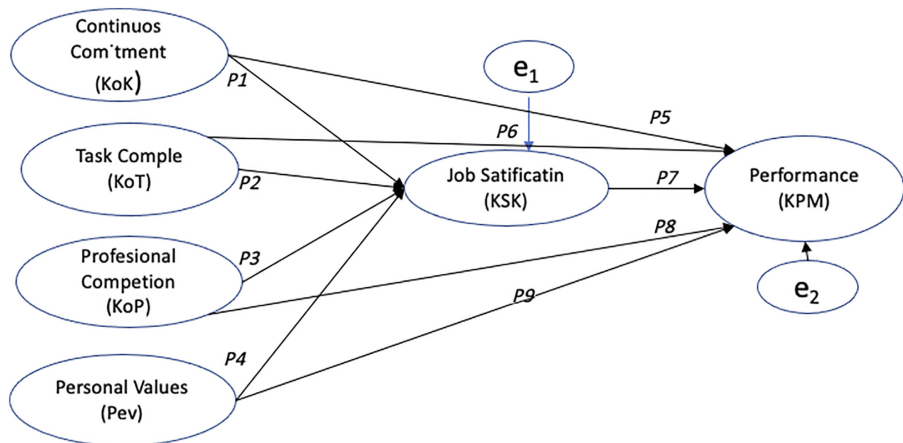 Continuos
Com˙tment
(KoK)
P1
e1
P5
P6
Task Comple
(KoT)
P2
Job Satificatin
(KSK)
P7
Performance
(KPM)
P3
Profesional
Competion
(KoP)
P8
e2
P9
P4
Personal Values
(Pev)